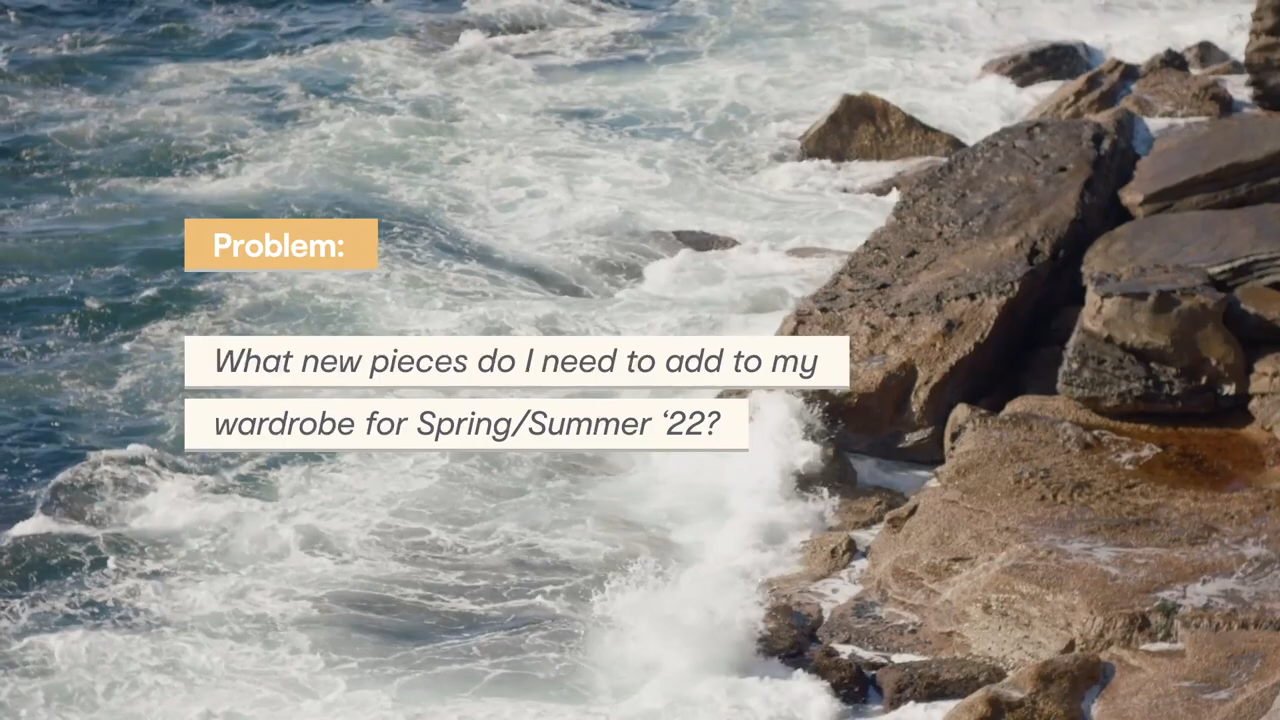 Problem:
What new pieces do I need to add to my
wardrobe for Spring/Summer ‘22?